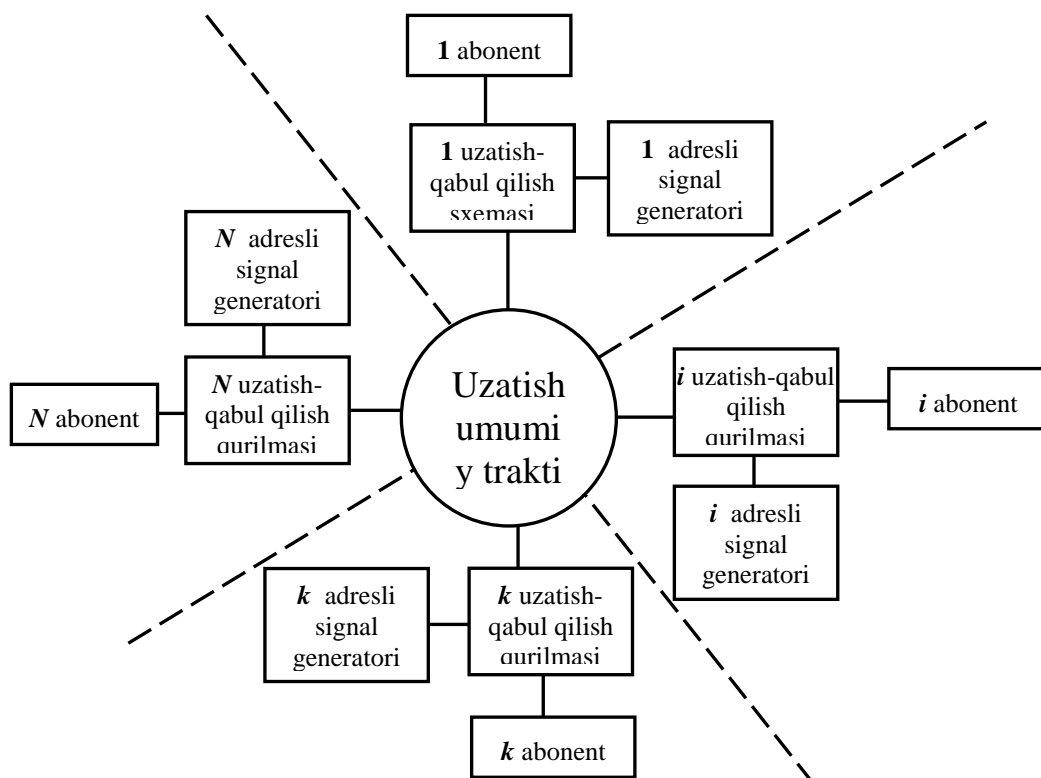 1 abonent
1 uzatish-
qabul qilish
sxemasi
1 adresli
signal
generatori
N adresli
signal
generatori
N uzatish-
qabul qilish
qurilmasi
N abonent
Uzatish
umumi
y trakti
i uzatish-qabul
qilish
qurilmasi
i abonent
i adresli
signal
generatori
k adresli
signal
generatori
k uzatish-
qabul qilish
qurilmasi
k abonent